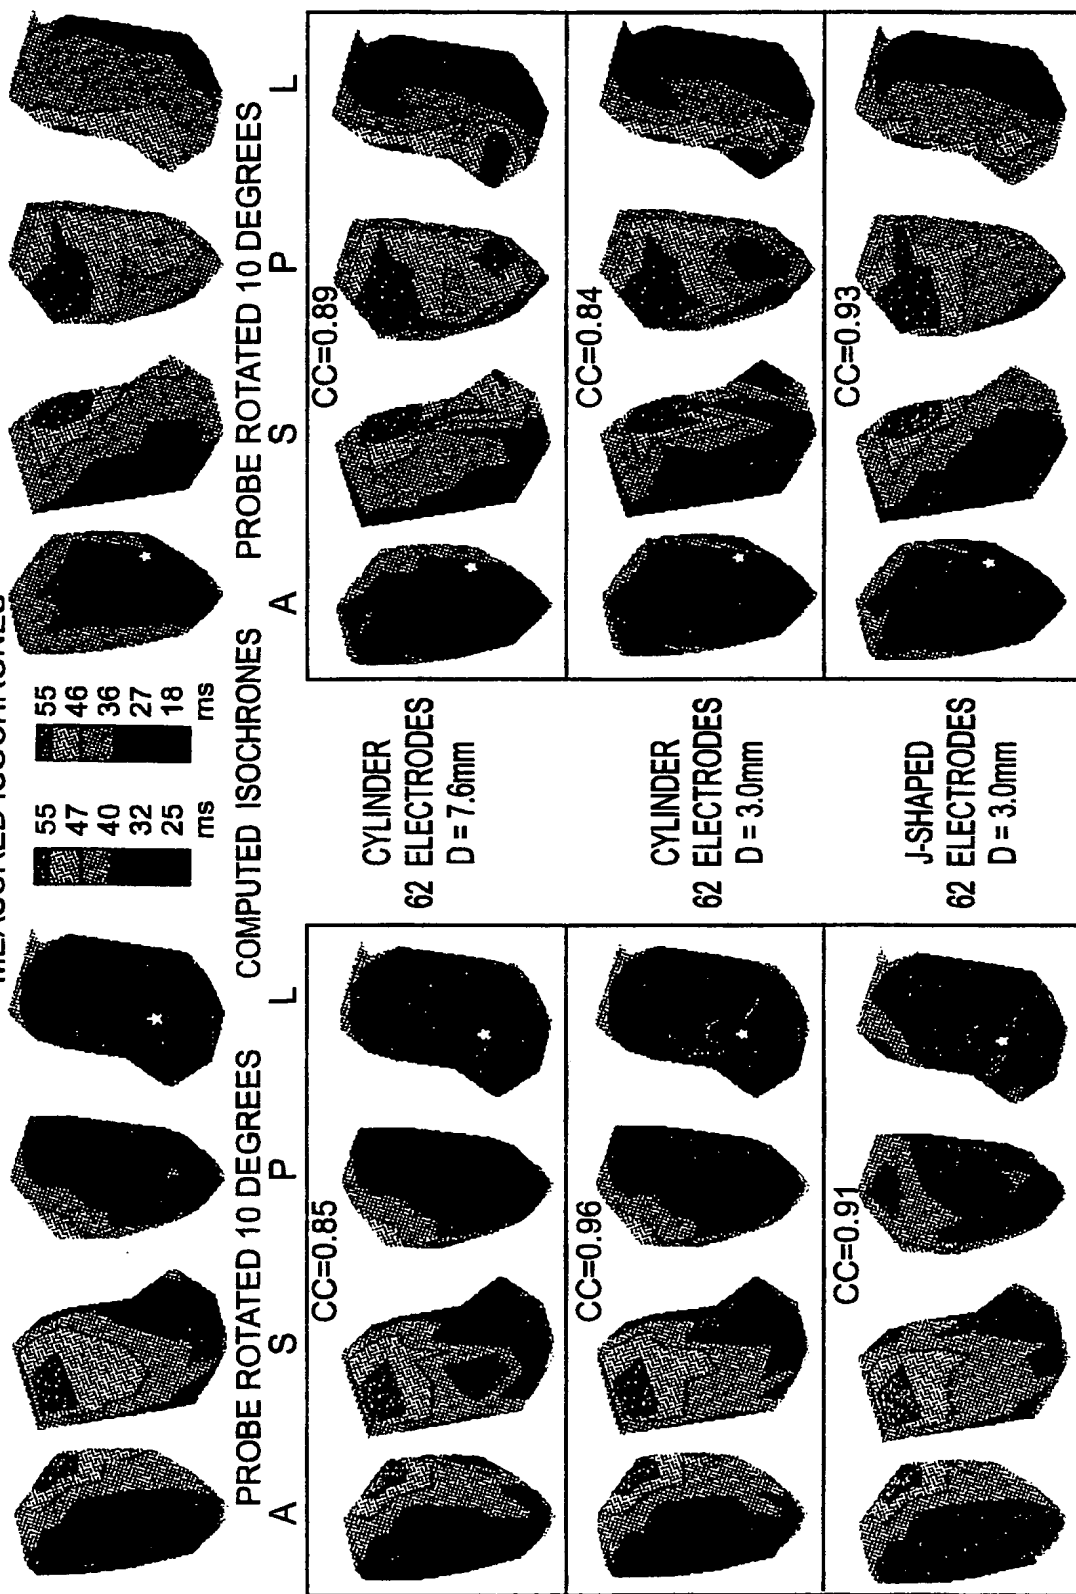 MEASURED ISOCHRONES
55 55
47 46
40 36
32 27
25 18
ms ms
PROBE ROTATED 10 DEGREES COMPUTED ISOCHRONES PROBE ROTATED 10 DEGREES
A S P L A S P L
CC=0.85
CYLINDER
62 ELECTRODES
D = 7.6mm
CC=0.89
CC=0.96
CYLINDER
62 ELECTRODES
D = 3.0mm
CC=0.84
CC=0.91
J-SHAPED
62 ELECTRODES
D = 3.0mm
CC=0.93